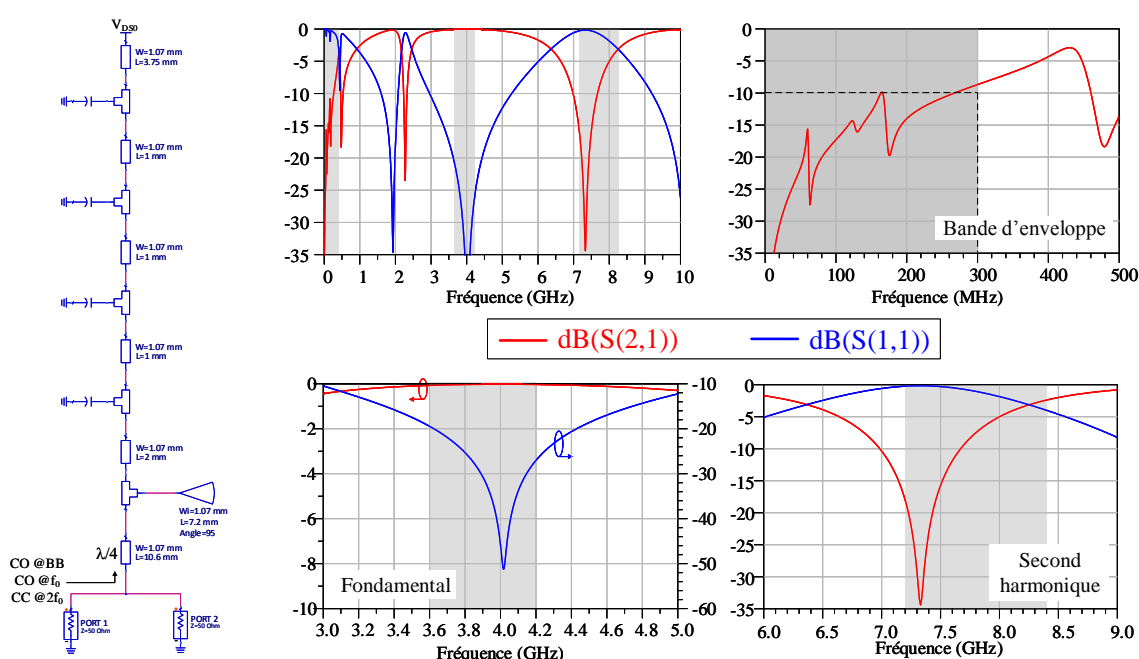 V_DS0
W=1.07 mm
L=3.75 mm
W=1.07 mm
L=1 mm
W=1.07 mm
L=1 mm
W=1.07 mm
L=1 mm
W=1.07 mm
L=2 mm
Wi=1.07 mm
L=7.2 mm
Angle=95
λ/4
W=1.07 mm
L=10.6 mm
CO @BB
CO @f₀
CC @2f₀
PORT 1
Z=50 Ohm
PORT 2
Z=50 Ohm
0
-5
-10
-15
-20
-25
-30
-35
0 1 2 3 4 5 6 7 8 9 10
Fréquence (GHz)
0
-5
-10
-15
-20
-25
-30
-35
0 100 200 300 400 500
Bande d'enveloppe
Fréquence (MHz)
dB(S(2,1)) dB(S(1,1))
0
-2
-4
-6
-8
-10
-10
-20
-30
-40
-50
-60
Fondamental
3.0 3.2 3.4 3.6 3.8 4.0 4.2 4.4 4.6 4.8 5.0
Fréquence (GHz)
0
-5
-10
-15
-20
-25
-30
-35
Second
harmonique
6.0 6.5 7.0 7.5 8.0 8.5 9.0
Fréquence (GHz)